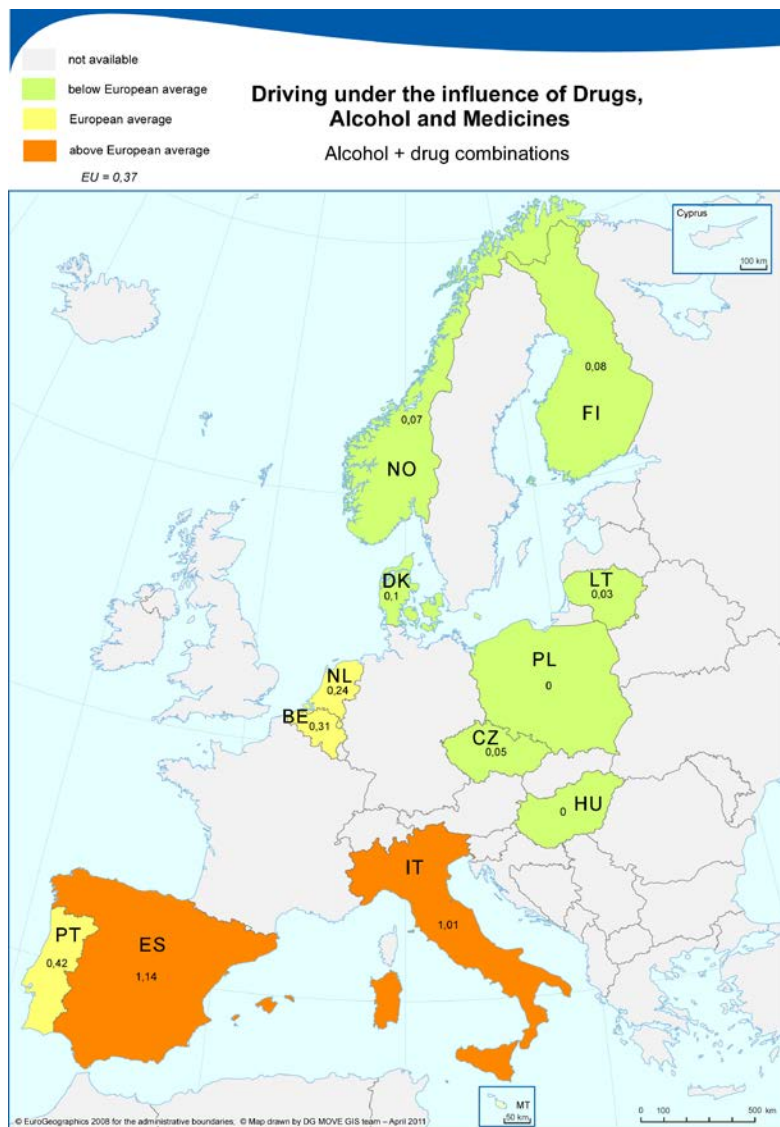 not available
below European average
European average
above European average
EU = 0,37
Driving under the influence of Drugs,
Alcohol and Medicines
Alcohol + drug combinations
Cyprus
100 km
0,08
FI
0,07
NO
DK
0,1
LT
0,03
PL
0
NL
0,24
BE
0,31
CZ
0,05
HU
0
IT
1,01
PT
0,42
ES
1,14
MT
50 km
0 100 500 km
© EuroGeographics 2008 for the administrative boundaries; © Map drawn by DG MOVE GIS team – April 2011